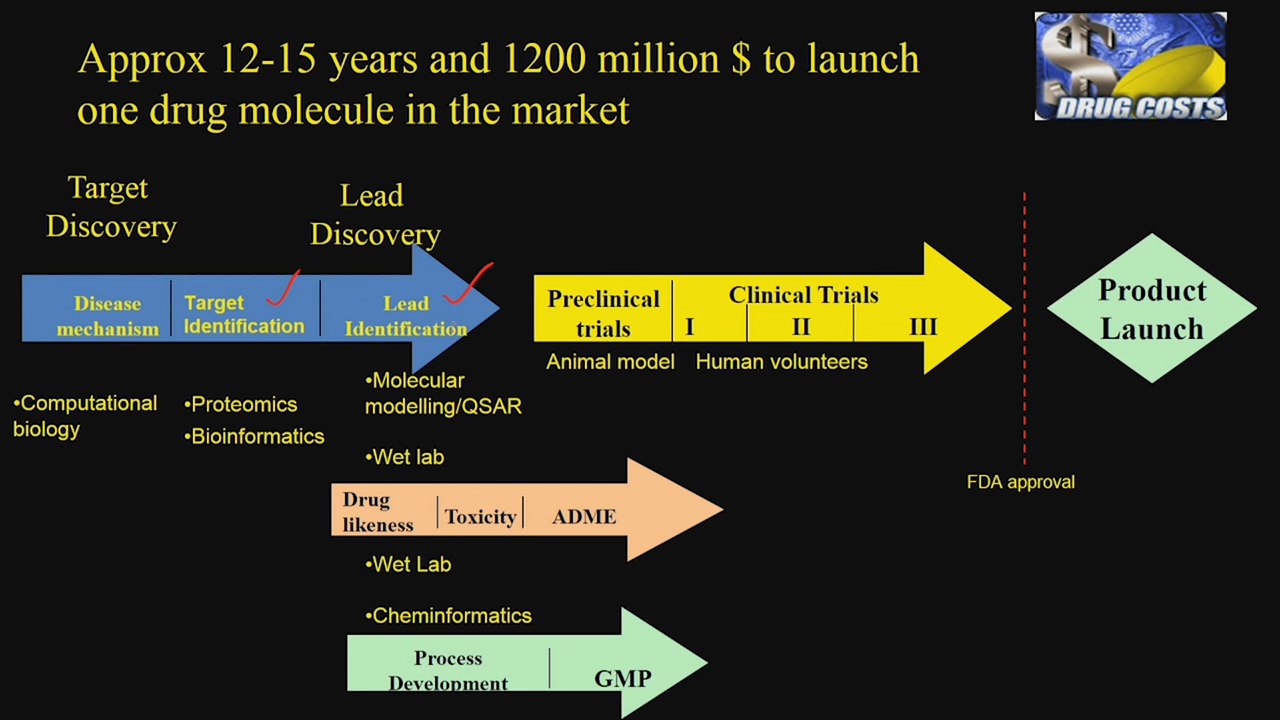 Approx 12-15 years and 1200 million $ to launch
one drug molecule in the market
$
DRUG COSTS
Target
Discovery
Lead
Discovery
Disease
mechanism
Target
Identification
Lead
Identification
Preclinical
trials
Clinical Trials
I
II
III
Animal model
Human volunteers
Product
Launch
FDA approval
•Computational
biology
•Proteomics
•Bioinformatics
•Molecular
modelling/QSAR
•Wet lab
Drug
likeness
Toxicity
ADME
•Wet Lab
•Cheminformatics
Process
Development
GMP